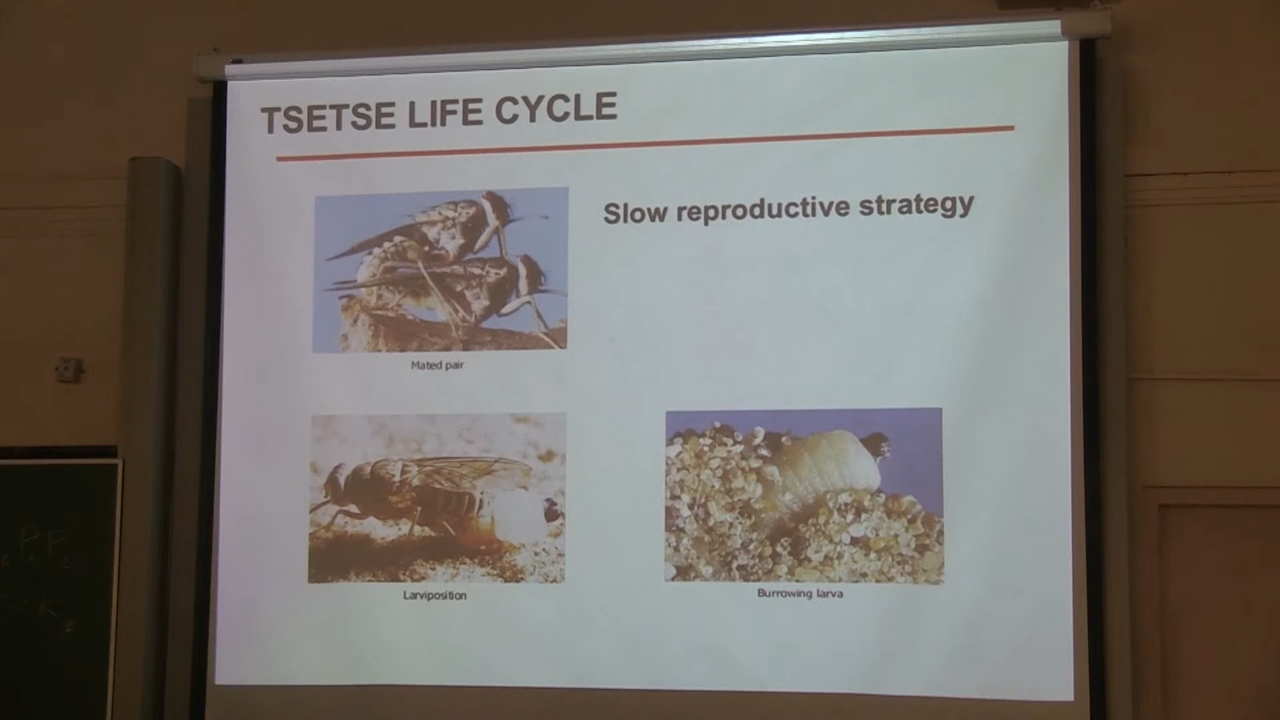 TSETSE LIFE CYCLE
Slow reproductive strategy
Mated pair
Larviposition
Burrowing larva